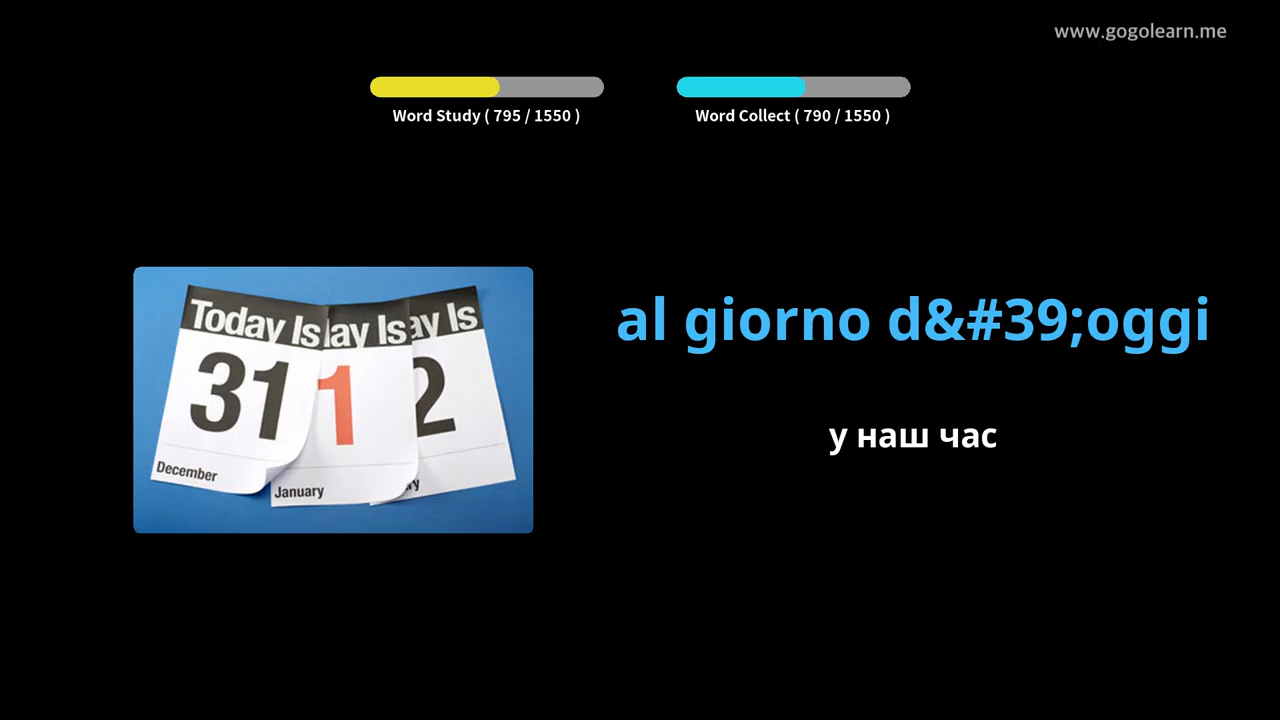 www.gogolearn.me
Word Study ( 795 / 1550 )
Word Collect ( 790 / 1550 )
Today Is
ay Is
ay Is
31
1
2
December
January
ry
al giorno d&#39;oggi
у наш час